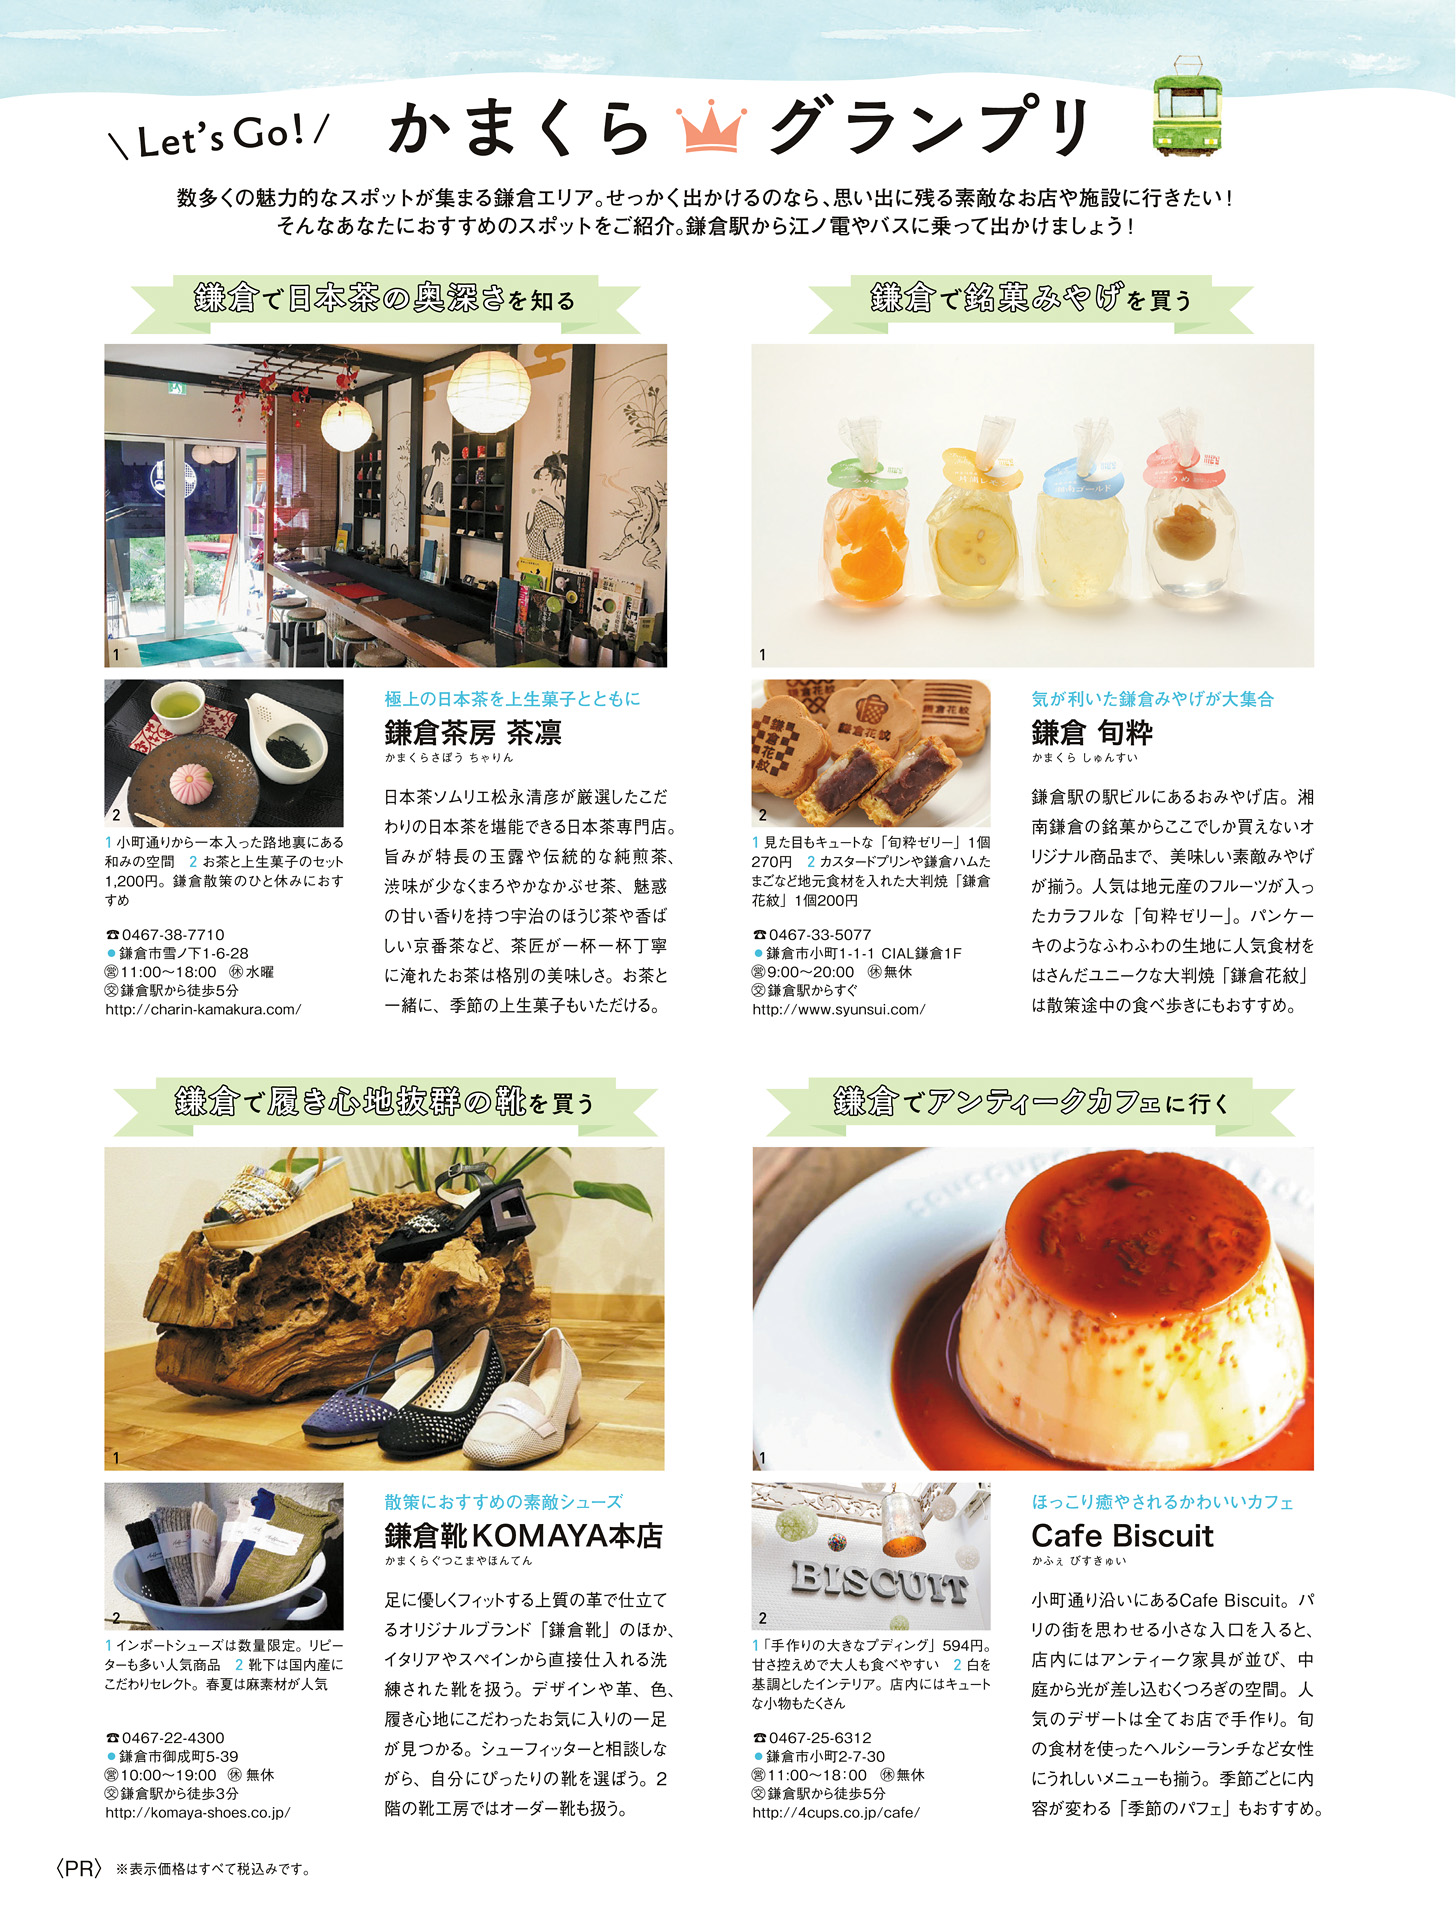 Let's Go!
かまくらグランプリ
数多くの魅力的なスポットが集まる鎌倉エリア。せっかく出かけるのなら、思い出に残る素敵なお店や施設に行きたい！
そんなあなたにおすすめのスポットをご紹介。鎌倉駅から江ノ電やバスに乗って出かけましょう！
鎌倉で日本茶の奥深さを知る
1
2
1 小町通りから一本入った路地裏にある
和みの空間 2 お茶と上生菓子のセット
1,200円。鎌倉散策のひと休みにおす
すめ
☎0467-38-7710
●鎌倉市雪ノ下1-6-28
㊂11:00〜18:00 ㊡水曜
㊋鎌倉駅から徒歩5分
http://charin-kamakura.com/
極上の日本茶を上生菓子とともに
鎌倉茶房 茶凛
かまくらさぼう ちゃりん
日本茶ソムリエ松永清彦が厳選したこだ
わりの日本茶を堪能できる日本茶専門店。
旨みが特長の玉露や伝統的な純煎茶、
渋味が少なくまろやかなかぶせ茶、魅惑
の甘い香りを持つ宇治のほうじ茶や香ば
しい京番茶など、茶匠が一杯一杯丁寧
に淹れたお茶は格別の美味しさ。お茶と
一緒に、季節の上生菓子もいただける。
鎌倉で銘菓みやげを買う
1
2
1 見た目もキュートな「旬粋ゼリー」1個
270円 2 カスタードプリンや鎌倉ハムた
まごなど地元食材を入れた大判焼「鎌倉
花紋」1個200円
☎0467-33-5077
●鎌倉市小町1-1-1 CIAL鎌倉1F
㊂9:00〜20:00 ㊡無休
㊋鎌倉駅からすぐ
http://www.syunsui.com/
気が利いた鎌倉みやげが大集合
鎌倉 旬粋
かまくら しゅんすい
鎌倉駅の駅ビルにあるおみやげ店。湘
南鎌倉の銘菓からここでしか買えないオ
リジナル商品まで、美味しい素敵みやげ
が揃う。人気は地元産のフルーツが入っ
たカラフルな「旬粋ゼリー」。パンケー
キのようなふわふわの生地に人気食材を
はさんだユニークな大判焼「鎌倉花紋」
は散策途中の食べ歩きにもおすすめ。
鎌倉で履き心地抜群の靴を買う
1
2
1 インポートシューズは数量限定。リピー
ターも多い人気商品 2 靴下は国内産に
こだわりセレクト。春夏は麻素材が人気
☎0467-22-4300
●鎌倉市御成町5-39
㊂10:00〜19:00 ㊡無休
㊋鎌倉駅から徒歩3分
http://komaya-shoes.co.jp/
散策におすすめの素敵シューズ
鎌倉靴KOMAYA本店
かまくらぐつこまやほんてん
足に優しくフィットする上質の革で仕立て
るオリジナルブランド「鎌倉靴」のほか、
イタリアやスペインから直接仕入れる洗
練された靴を扱う。デザインや革、色、
履き心地にこだわったお気に入りの一足
が見つかる。シューフィッターと相談しな
がら、自分にぴったりの靴を選ぼう。2
階の靴工房ではオーダー靴も扱う。
鎌倉でアンティークカフェに行く
1
BISCUIT
2
1「手作りの大きなプディング」594円。
甘さ控えめで大人も食べやすい 2 白を
基調としたインテリア。店内にはキュート
な小物もたくさん
☎0467-25-6312
●鎌倉市小町2-7-30
㊂11:00〜18:00 ㊡無休
㊋鎌倉駅から徒歩5分
http://4cups.co.jp/cafe/
ほっこり癒やされるかわいいカフェ
Cafe Biscuit
かふぇ びすきゅい
小町通り沿いにあるCafe Biscuit。パ
リの街を思わせる小さな入口を入ると、
店内にはアンティーク家具が並び、中
庭から光が差し込むくつろぎの空間。人
気のデザートは全てお店で手作り。旬
の食材を使ったヘルシーランチなど女性
にうれしいメニューも揃う。季節ごとに内
容が変わる「季節のパフェ」もおすすめ。
〈PR〉 ※表示価格はすべて税込みです。